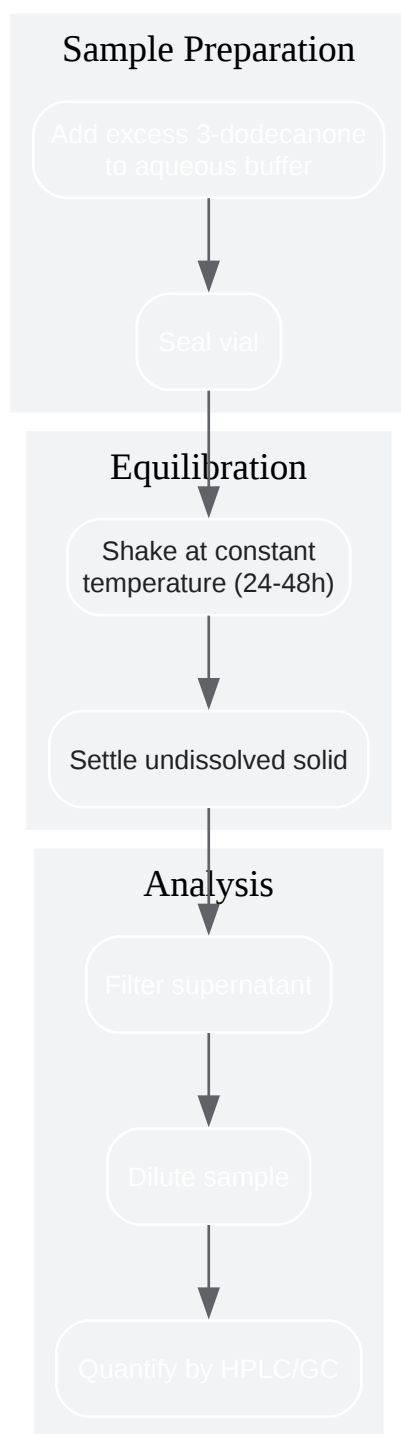 Sample Preparation
Add excess 3-dodecanone
to aqueous buffer
Seal vial
Equilibration
Shake at constant
temperature (24-48h)
Settle undissolved solid
Analysis
Filter supernatant
Dilute sample
Quantify by HPLC/GC